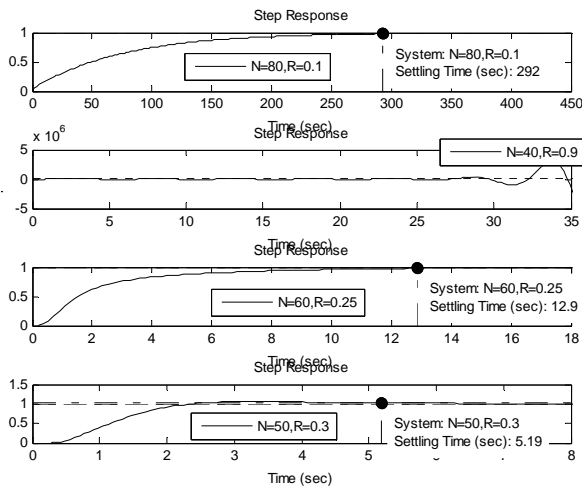 Step Response
1
0.5
0
System: N=80,R=0.1
Settling Time (sec): 292
N=80,R=0.1
0 50 100 150 200 250 300 350 400 450
Time (sec)
x 10^6
Step Response
5
0
-5
N=40,R=0.9
0 5 10 15 20 25 30 35
Time (sec)
Step Response
1
0.5
0
System: N=60,R=0.25
Settling Time (sec): 12.9
N=60,R=0.25
0 2 4 6 8 10 12 14 16 18
Time (sec)
Step Response
1.5
1
0.5
0
System: N=50,R=0.3
Settling Time (sec): 5.19
N=50,R=0.3
0 1 2 3 4 5 6 7 8
Time (sec)